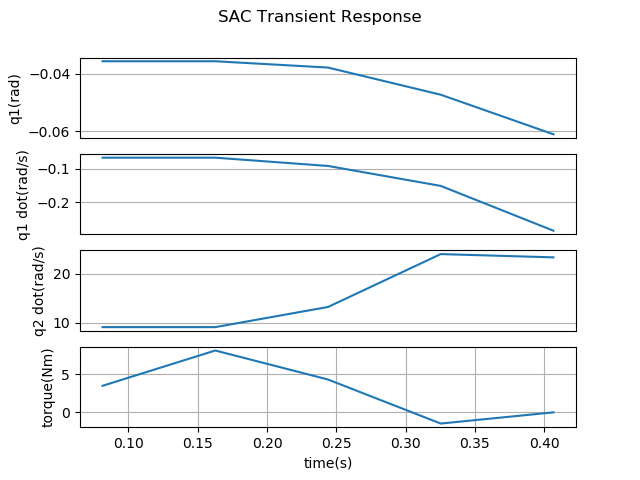 SAC Transient Response
q1(rad)
−0.04
−0.06
q1 dot(rad/s)
−0.1
−0.2
q2 dot(rad/s)
20
10
torque(Nm)
5
0
0.10 0.15 0.20 0.25 0.30 0.35 0.40
time(s)